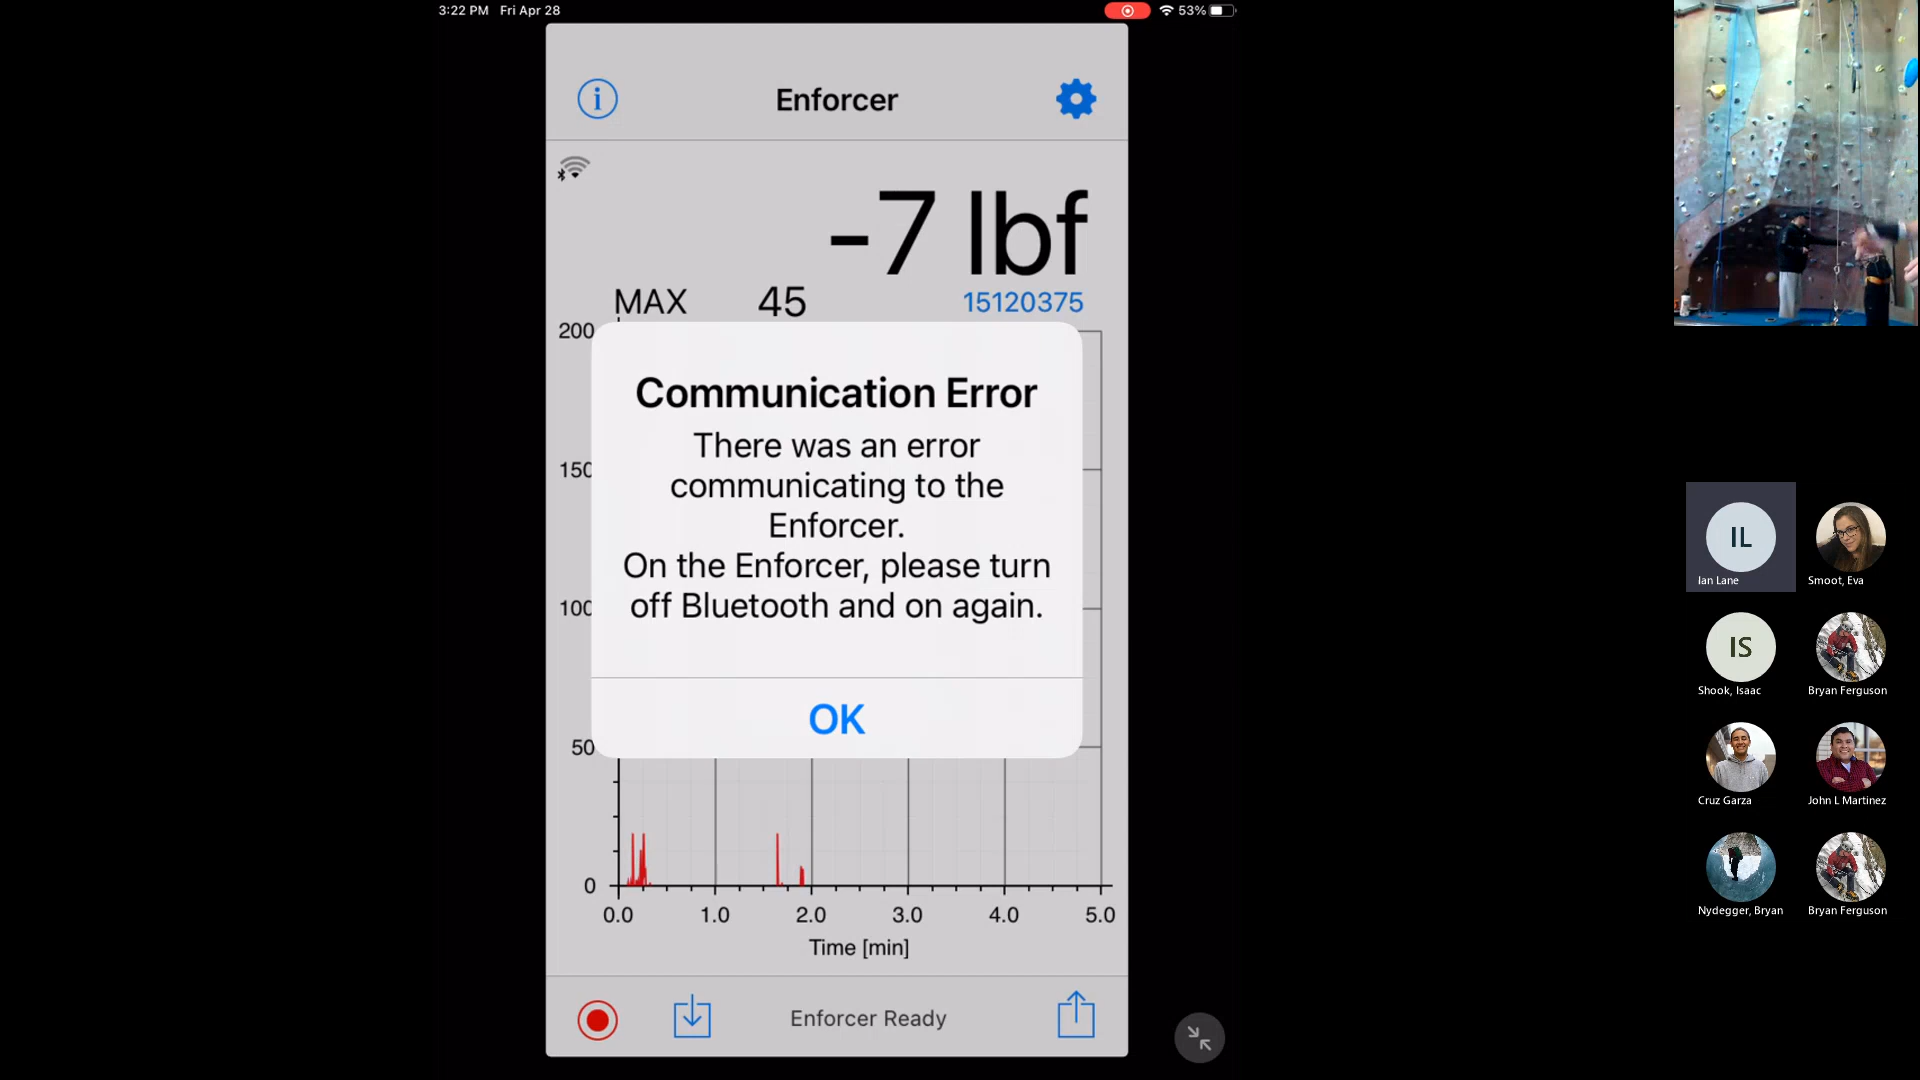 3:22 PM Fri Apr 28
53%
Enforcer
-7 lbf
MAX 45 15120375
200
150
100
50
0
Communication Error
There was an error
communicating to the
Enforcer.
On the Enforcer, please turn
off Bluetooth and on again.
OK
0.0 1.0 2.0 3.0 4.0 5.0
Time [min]
Enforcer Ready
IL
Ian Lane
Smoot, Eva
IS
Shook, Isaac
Bryan Ferguson
Cruz Garza
John L Martinez
Nydegger, Bryan
Bryan Ferguson